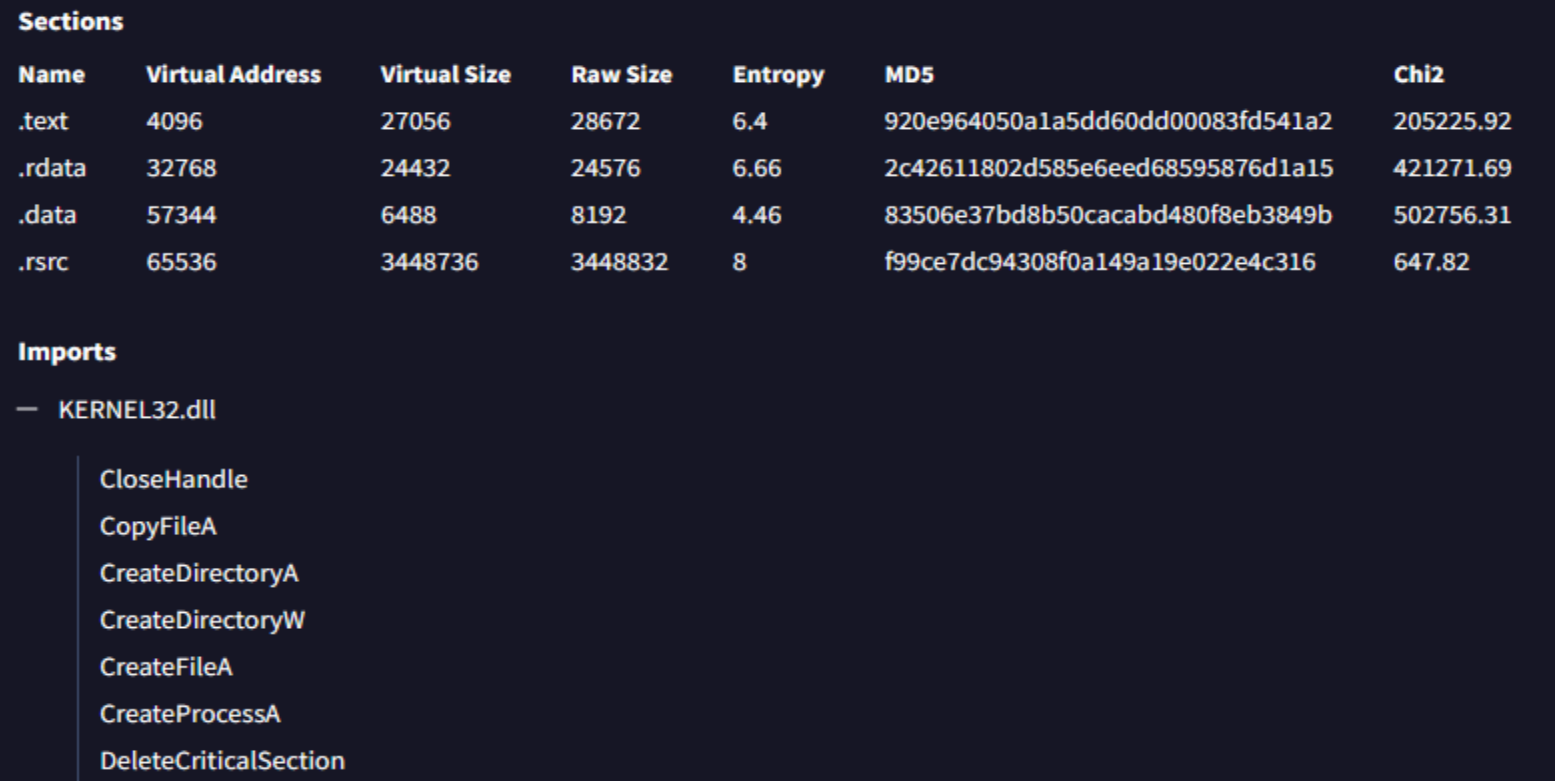 Sections
Name Virtual Address Virtual Size Raw Size Entropy MD5 Chi2
.text 4096 27056 28672 6.4 920e964050a1a5dd60dd00083fd541a2 205225.92
.rdata 32768 24432 24576 6.66 2c42611802d585e6eed68595876d1a15 421271.69
.data 57344 6488 8192 4.46 83506e37bd8b50cacabd480f8eb3849b 502756.31
.rsrc 65536 3448736 3448832 8 f99ce7dc94308f0a149a19e022e4c316 647.82
Imports
— KERNEL32.dll
CloseHandle
CopyFileA
CreateDirectoryA
CreateDirectoryW
CreateFileA
CreateProcessA
DeleteCriticalSection